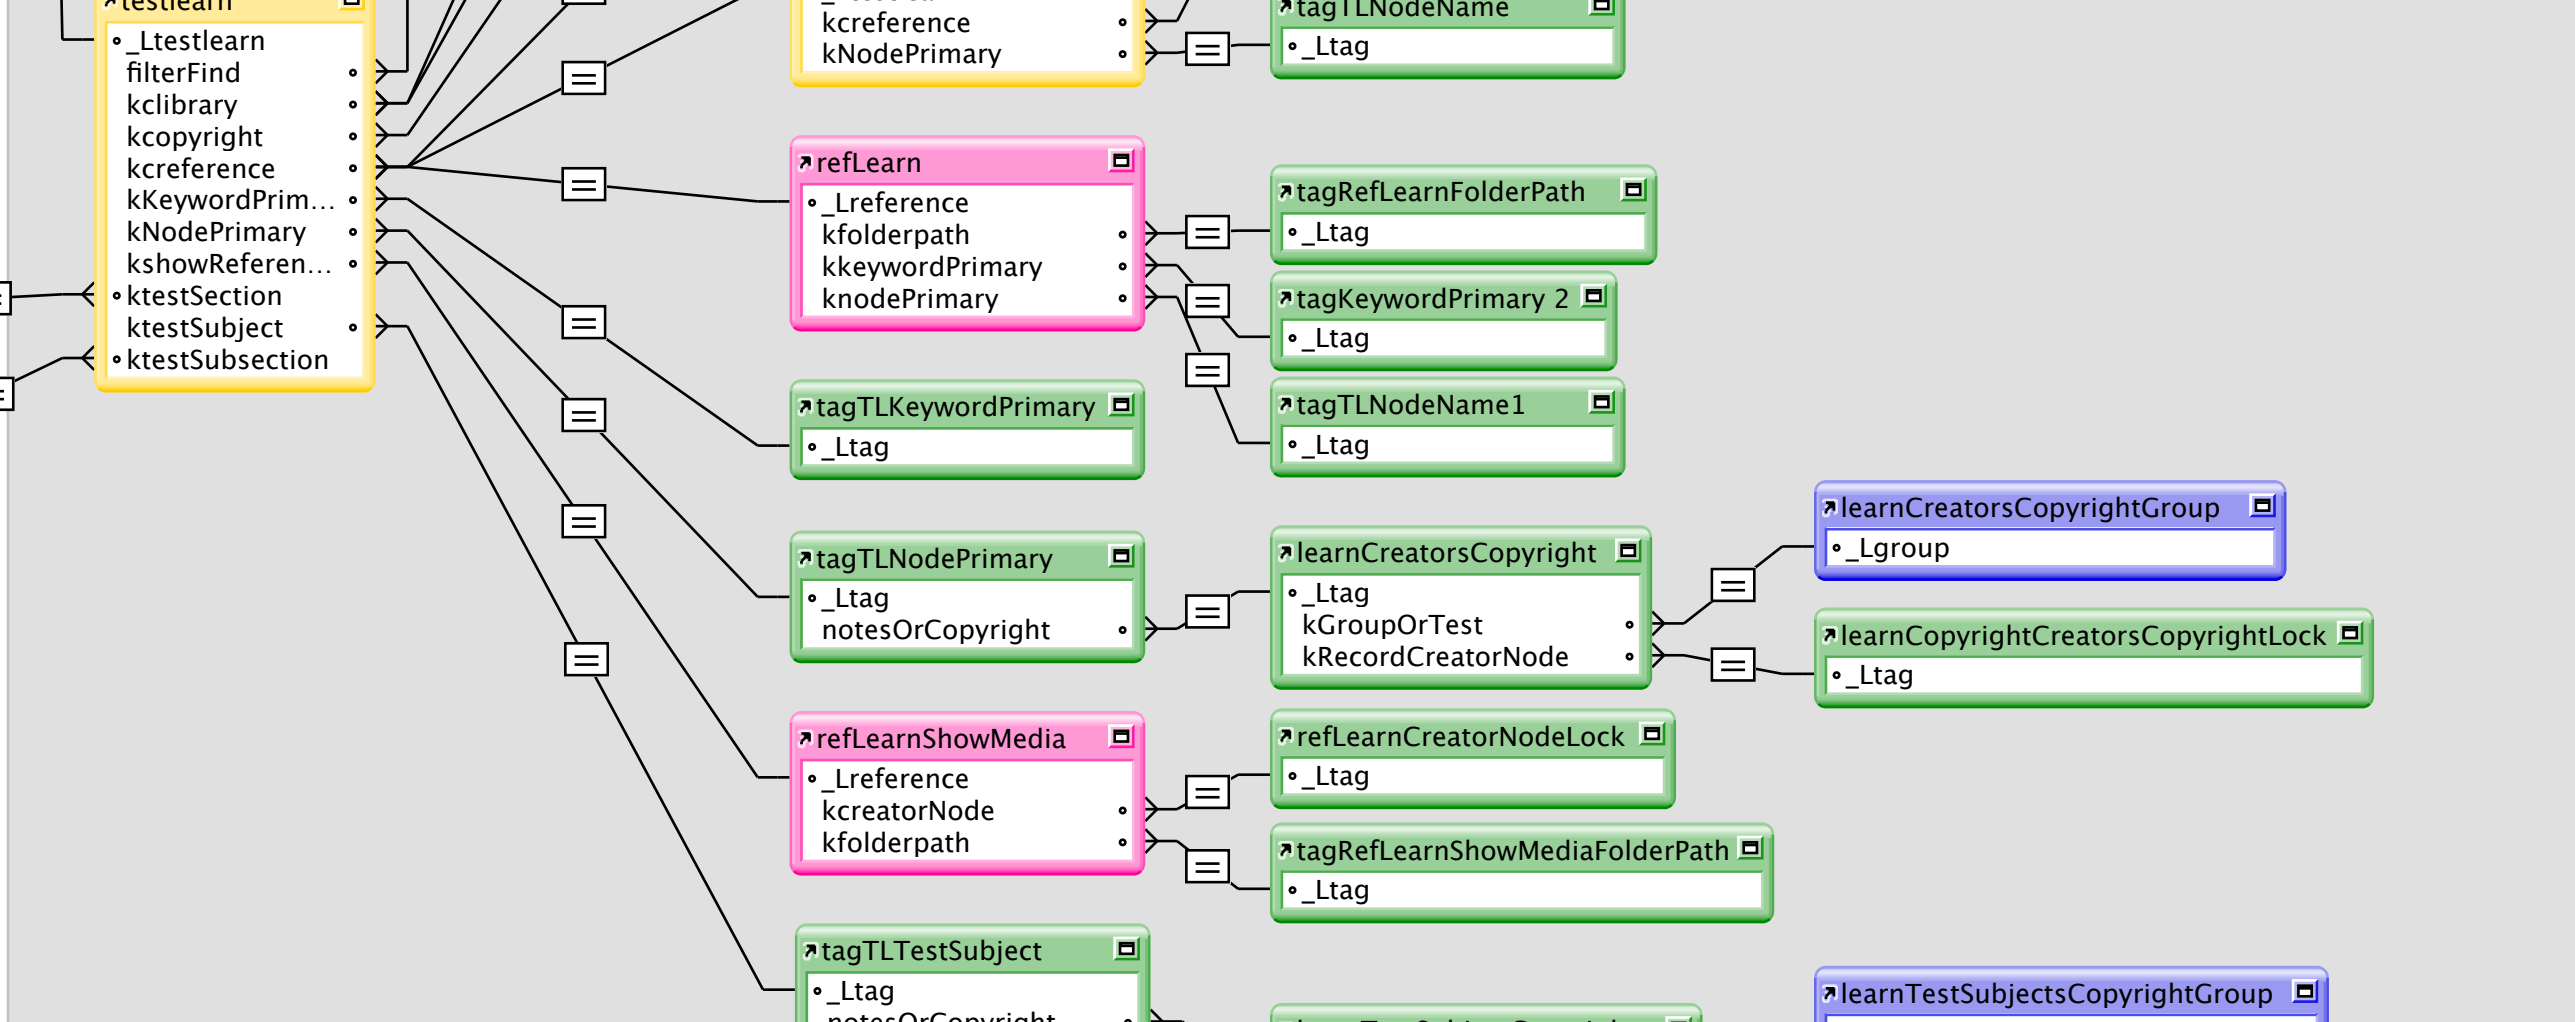 testlearn
_Ltestlearn
filterFind
kclibrary
kcopyright
kcreference
kKeywordPrim...
kNodePrimary
kshowReferen...
ktestSection
ktestSubject
ktestSubsection
kcreference
kNodePrimary
tagTLNodeName
_Ltag
refLearn
_Lreference
kfolderpath
kkeywordPrimary
knodePrimary
tagRefLearnFolderPath
_Ltag
tagKeywordPrimary 2
_Ltag
tagTLNodeName1
_Ltag
tagTLKeywordPrimary
_Ltag
tagTLNodePrimary
_Ltag
notesOrCopyright
learnCreatorsCopyright
_Ltag
kGroupOrTest
kRecordCreatorNode
learnCreatorsCopyrightGroup
_Lgroup
learnCopyrightCreatorsCopyrightLock
_Ltag
refLearnShowMedia
_Lreference
kcreatorNode
kfolderpath
refLearnCreatorNodeLock
_Ltag
tagRefLearnShowMediaFolderPath
_Ltag
tagTLTestSubject
_Ltag
notesOrCopyright
learnTestSubjectsCopyrightGroup